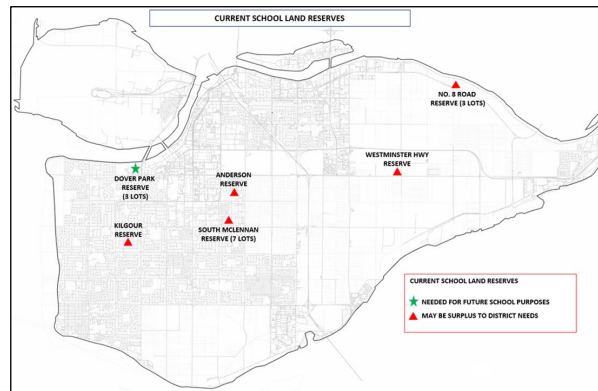 CURRENT SCHOOL LAND RESERVES
NO. 8 ROAD
RESERVE (3 LOTS)
WESTMINSTER HWY
RESERVE
DOVER PARK
RESERVE
(3 LOTS)
ANDERSON
RESERVE
KILGOUR
RESERVE
SOUTH MCLENNAN
RESERVE (7 LOTS)
CURRENT SCHOOL LAND RESERVES
NEEDED FOR FUTURE SCHOOL PURPOSES
MAY BE SURPLUS TO DISTRICT NEEDS